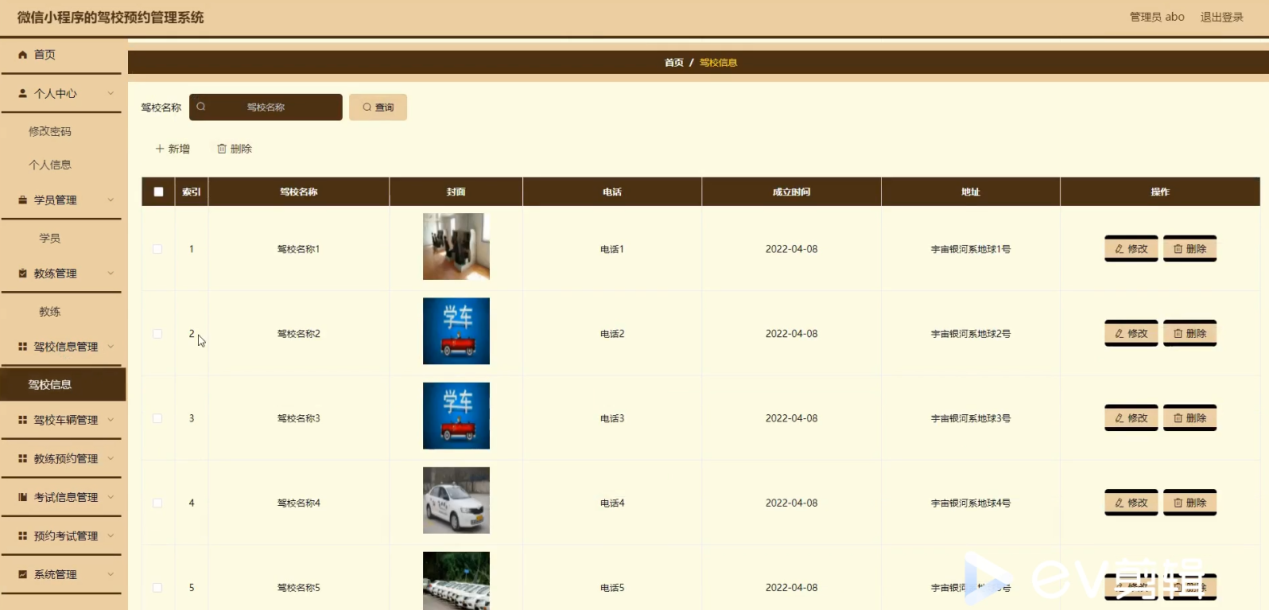 微信小程序的驾校预约管理系统
管理员 abo 退出登录
首页
个人中心
修改密码
个人信息
学员管理
学员
教练管理
教练
驾校信息管理
驾校信息
驾校车辆管理
教练预约管理
考试信息管理
预约考试管理
系统管理
首页 / 驾校信息
驾校名称 驾校名称 查询
新增 删除
索引 驾校名称 封面 电话 成立时间 地址 操作
1 驾校名称1 电话1 2022-04-08 宇宙银河系地球1号 修改 删除
2 驾校名称2 学车 电话2 2022-04-08 宇宙银河系地球2号 修改 删除
3 驾校名称3 学车 电话3 2022-04-08 宇宙银河系地球3号 修改 删除
4 驾校名称4 电话4 2022-04-08 宇宙银河系地球4号 修改 删除
5 驾校名称5 电话5 2022-04-08
EV剪辑